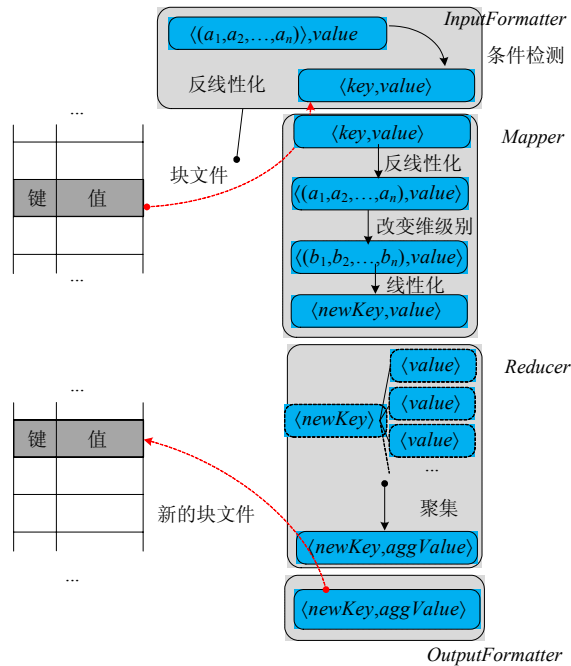 InputFormatter
⟨(a₁,a₂,…,aₙ)⟩,value
条件检测
反线性化
⟨key,value⟩
...
⟨key,value⟩
Mapper
反线性化
块文件
键 值
⟨(a₁,a₂,…,aₙ),value⟩
改变维级别
⟨(b₁,b₂,…,bₙ),value⟩
线性化
...
⟨newKey,value⟩
⟨value⟩
Reducer
...
⟨value⟩
⟨newKey⟩
键 值
⟨value⟩
...
新的块文件
聚集
⟨newKey,aggValue⟩
...
⟨newKey,aggValue⟩
OutputFormatter